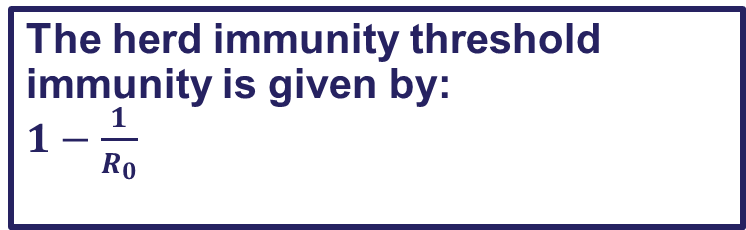 The herd immunity threshold
immunity is given by:
1 − 1/R₀